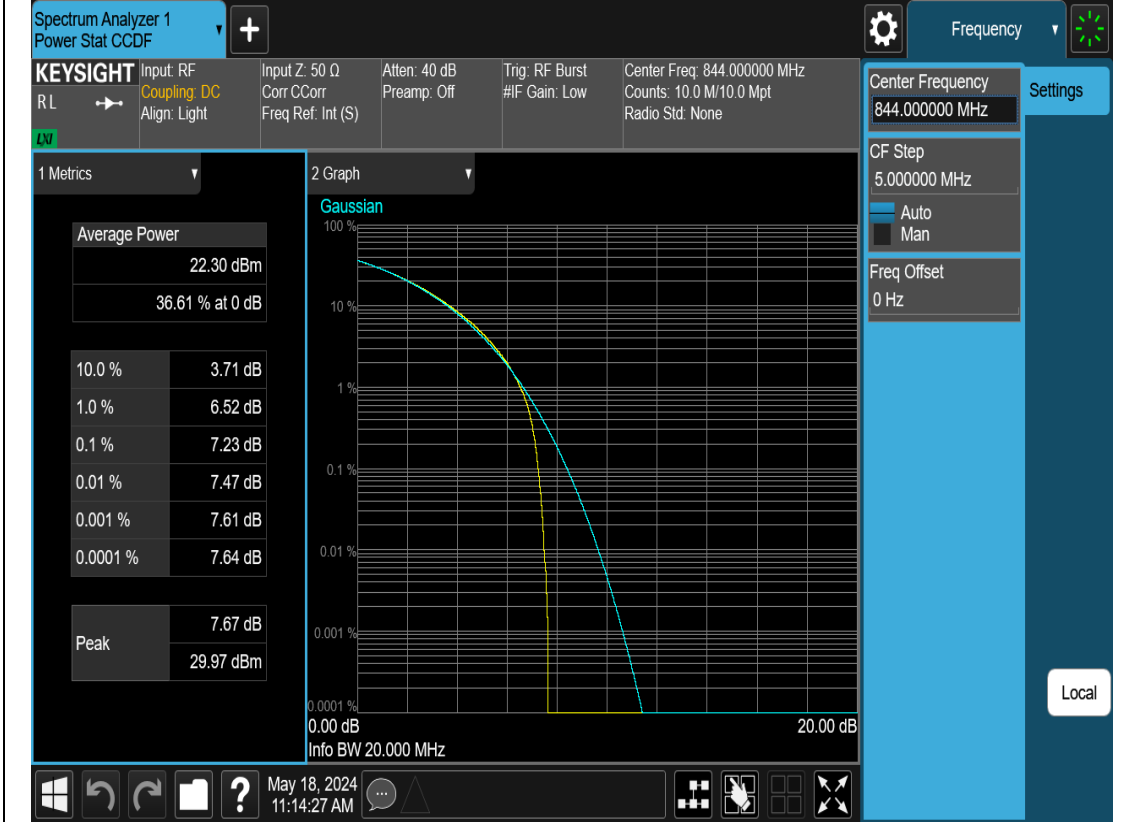 Spectrum Analyzer 1
Power Stat CCDF
Frequency
KEYSIGHT
RL
LXI
Input: RF
Coupling: DC
Align: Light
Input Z: 50 Ω
Corr CCorr
Freq Ref: Int (S)
Atten: 40 dB
Preamp: Off
Trig: RF Burst
#IF Gain: Low
Center Freq: 844.000000 MHz
Counts: 10.0 M/10.0 Mpt
Radio Std: None
Center Frequency
844.000000 MHz
Settings
CF Step
5.000000 MHz
Auto
Man
Freq Offset
0 Hz
Local
1 Metrics
Average Power
22.30 dBm
36.61 % at 0 dB
10.0 % 3.71 dB
1.0 % 6.52 dB
0.1 % 7.23 dB
0.01 % 7.47 dB
0.001 % 7.61 dB
0.0001 % 7.64 dB
Peak
7.67 dB
29.97 dBm
2 Graph
Gaussian
100 %
10 %
1 %
0.1 %
0.01 %
0.001 %
0.0001 %
0.00 dB 20.00 dB
Info BW 20.000 MHz
?
May 18, 2024
11:14:27 AM